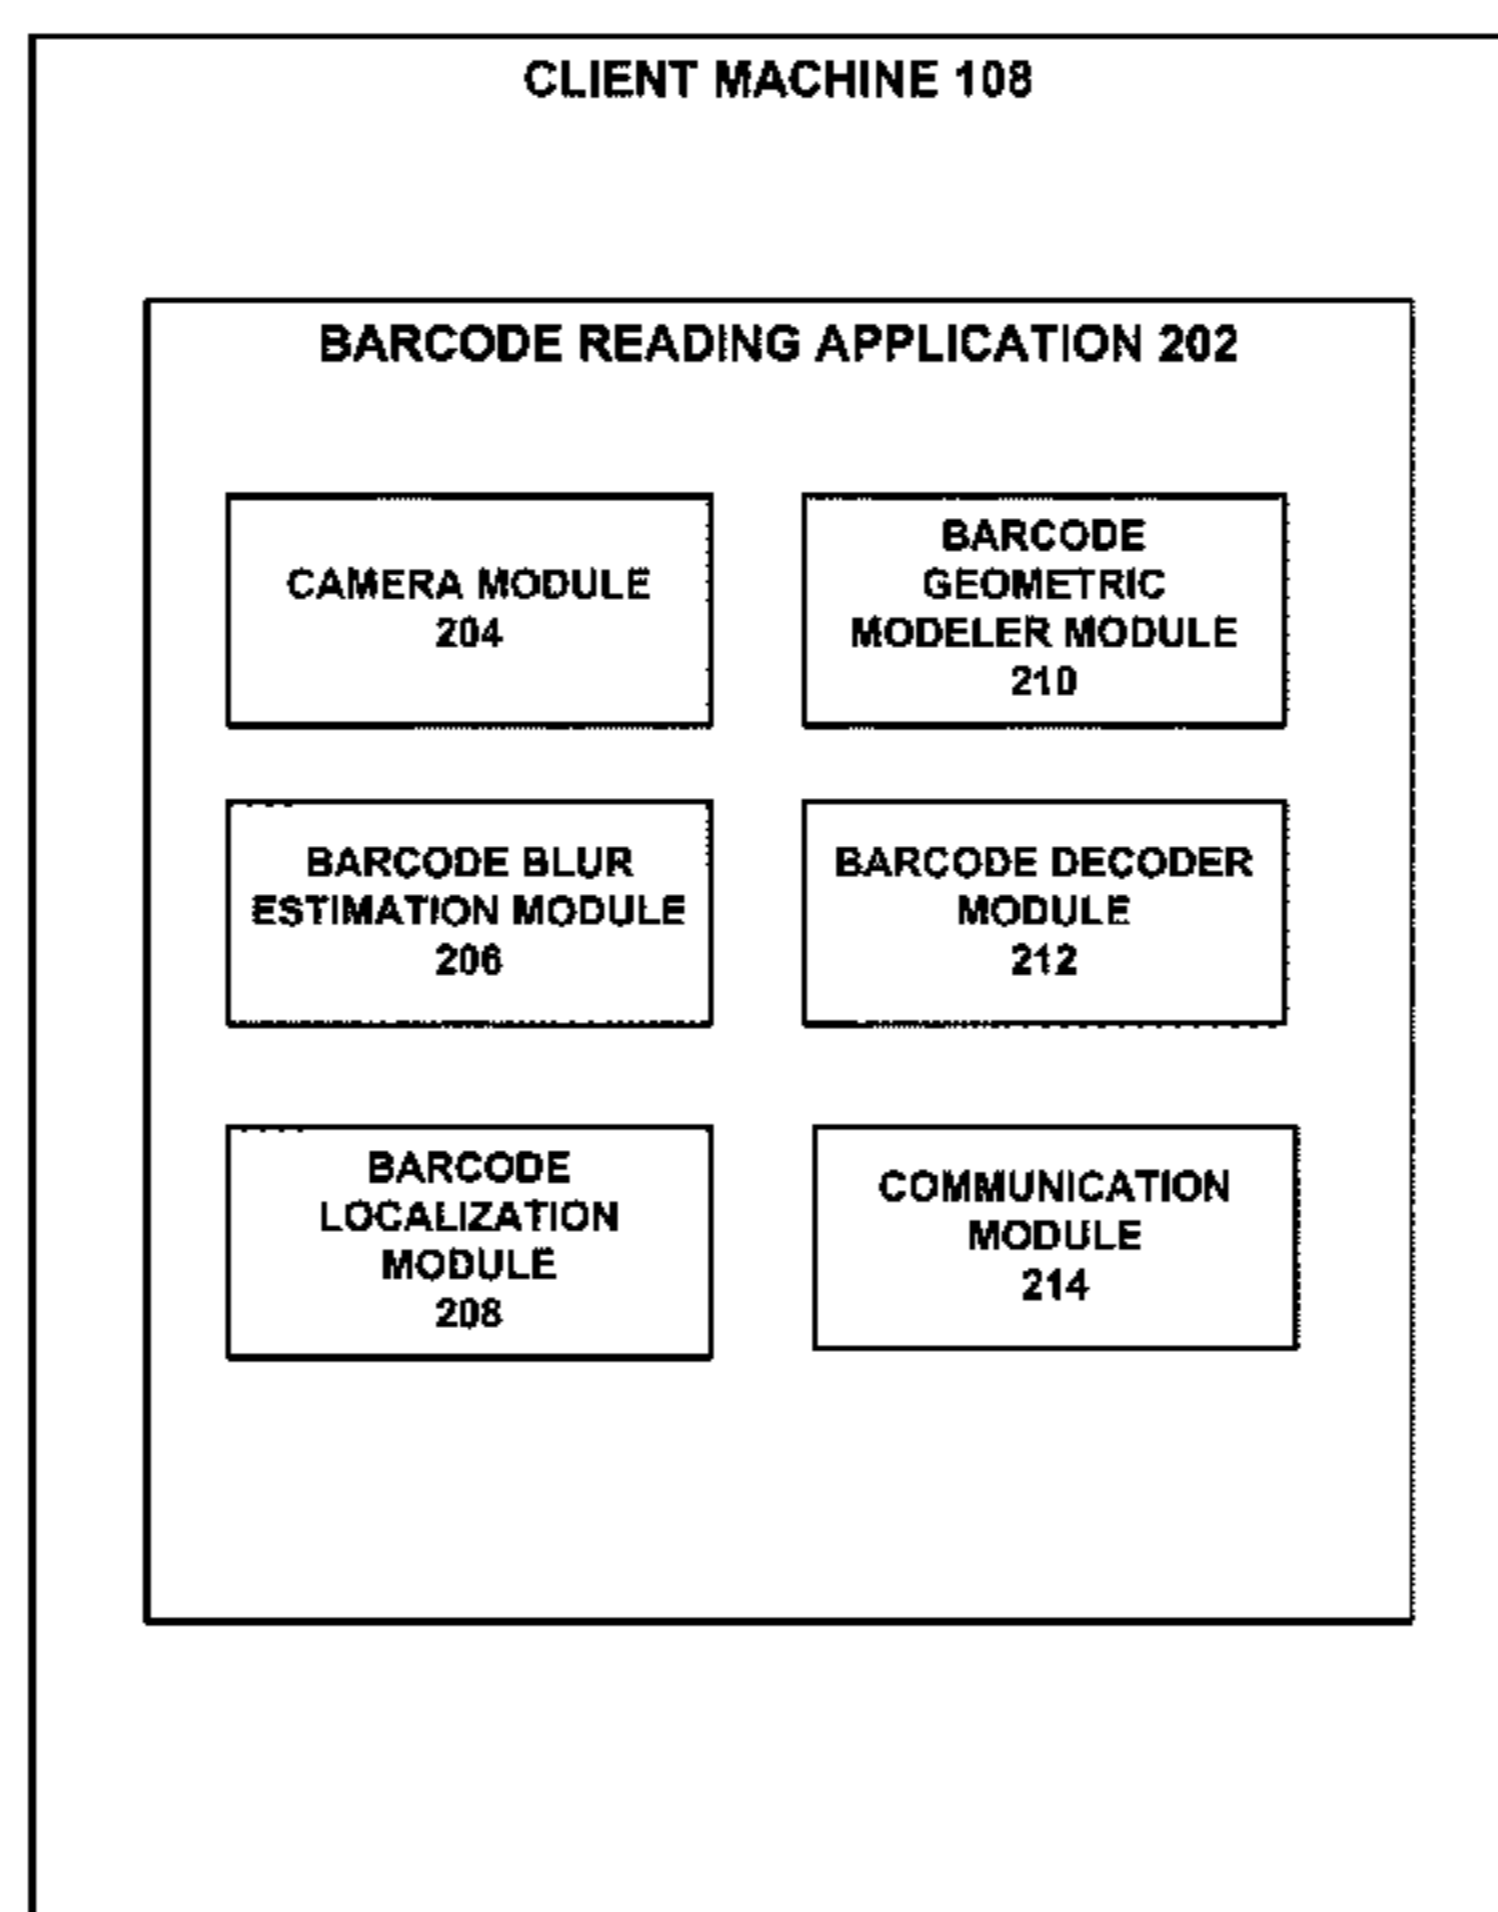 CLIENT MACHINE 108
BARCODE READING APPLICATION 202
CAMERA MODULE
204
BARCODE
GEOMETRIC
MODELER MODULE
210
BARCODE BLUR
ESTIMATION MODULE
206
BARCODE DECODER
MODULE
212
BARCODE
LOCALIZATION
MODULE
208
COMMUNICATION
MODULE
214